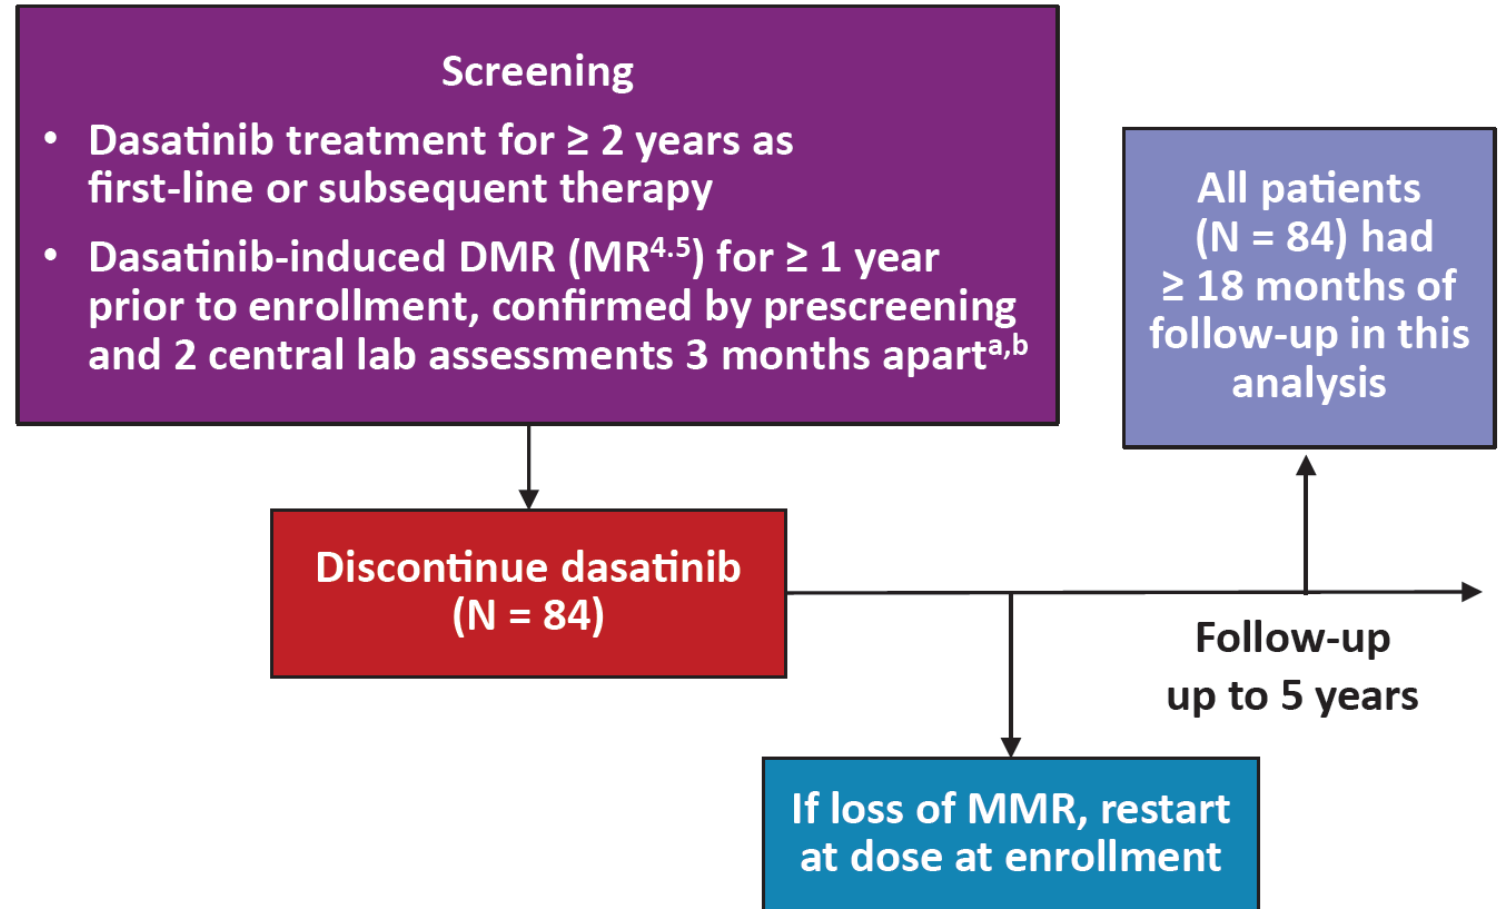 Screening
• Dasatinib treatment for ≥ 2 years as
first-line or subsequent therapy
• Dasatinib-induced DMR (MR4.5) for ≥ 1 year
prior to enrollment, confirmed by prescreening
and 2 central lab assessments 3 months aparta,b
All patients
(N = 84) had
≥ 18 months of
follow-up in this
analysis
Discontinue dasatinib
(N = 84)
Follow-up
up to 5 years
If loss of MMR, restart
at dose at enrollment